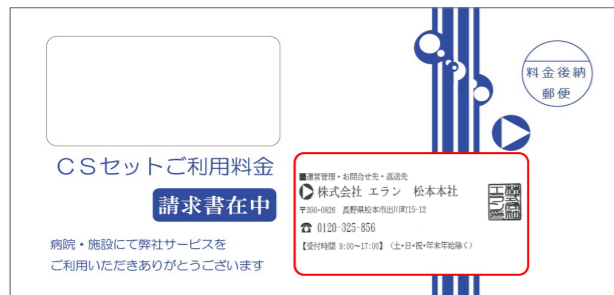 料金後納
郵便
CSセットご利用料金
請求書在中
病院・施設にて弊社サービスを
ご利用いただきありがとうございます
■運営管理・お問合せ先・返送先
株式会社 エラン 松本本社
〒390-0826 長野県松本市出川町15-12
☎ 0120-325-856
【受付時間 9:00~17:00】(土・日・祝・年末年始除く)